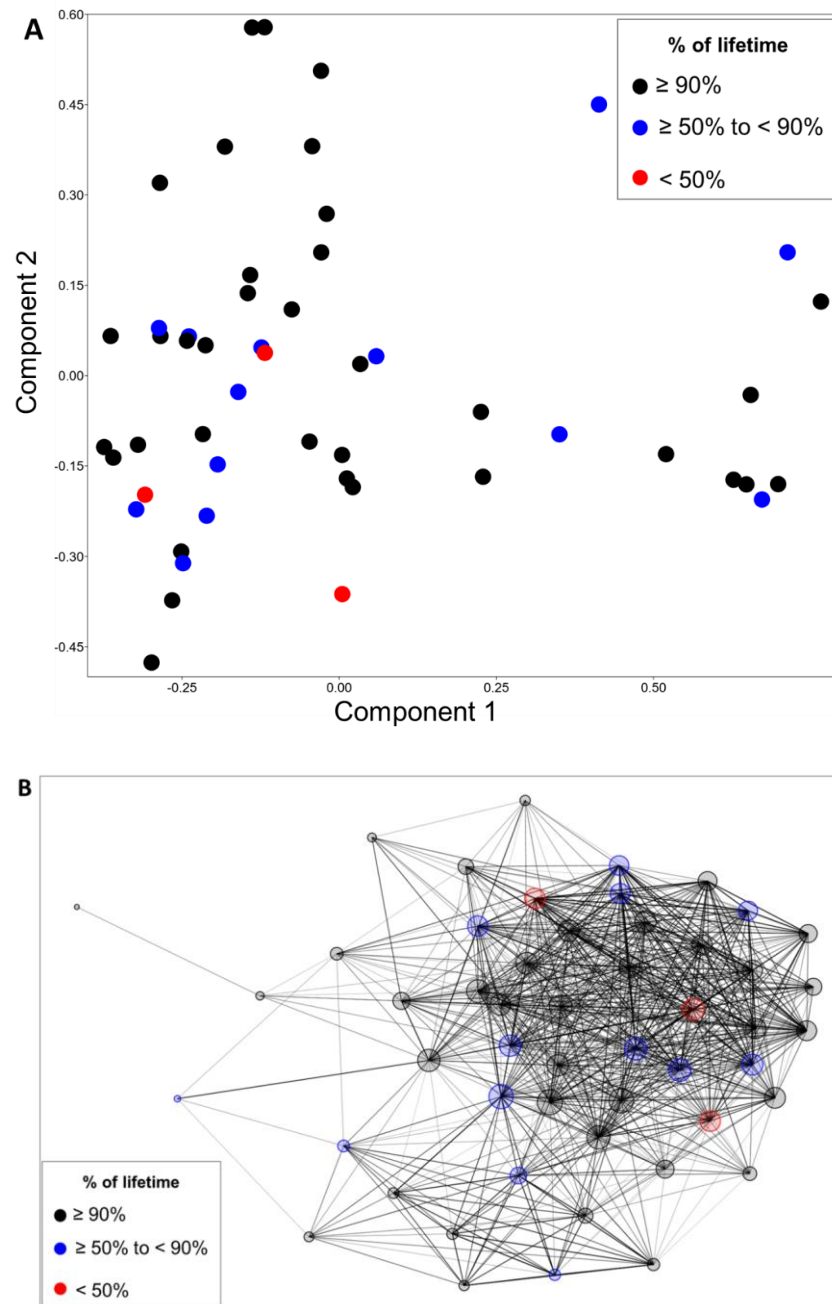 A
0.60
0.45
0.30
0.15
0.00
-0.15
-0.30
-0.45
Component 2
% of lifetime
≥ 90%
≥ 50% to < 90%
< 50%
-0.25
0.00
0.25
0.50
Component 1
B
% of lifetime
≥ 90%
≥ 50% to < 90%
< 50%